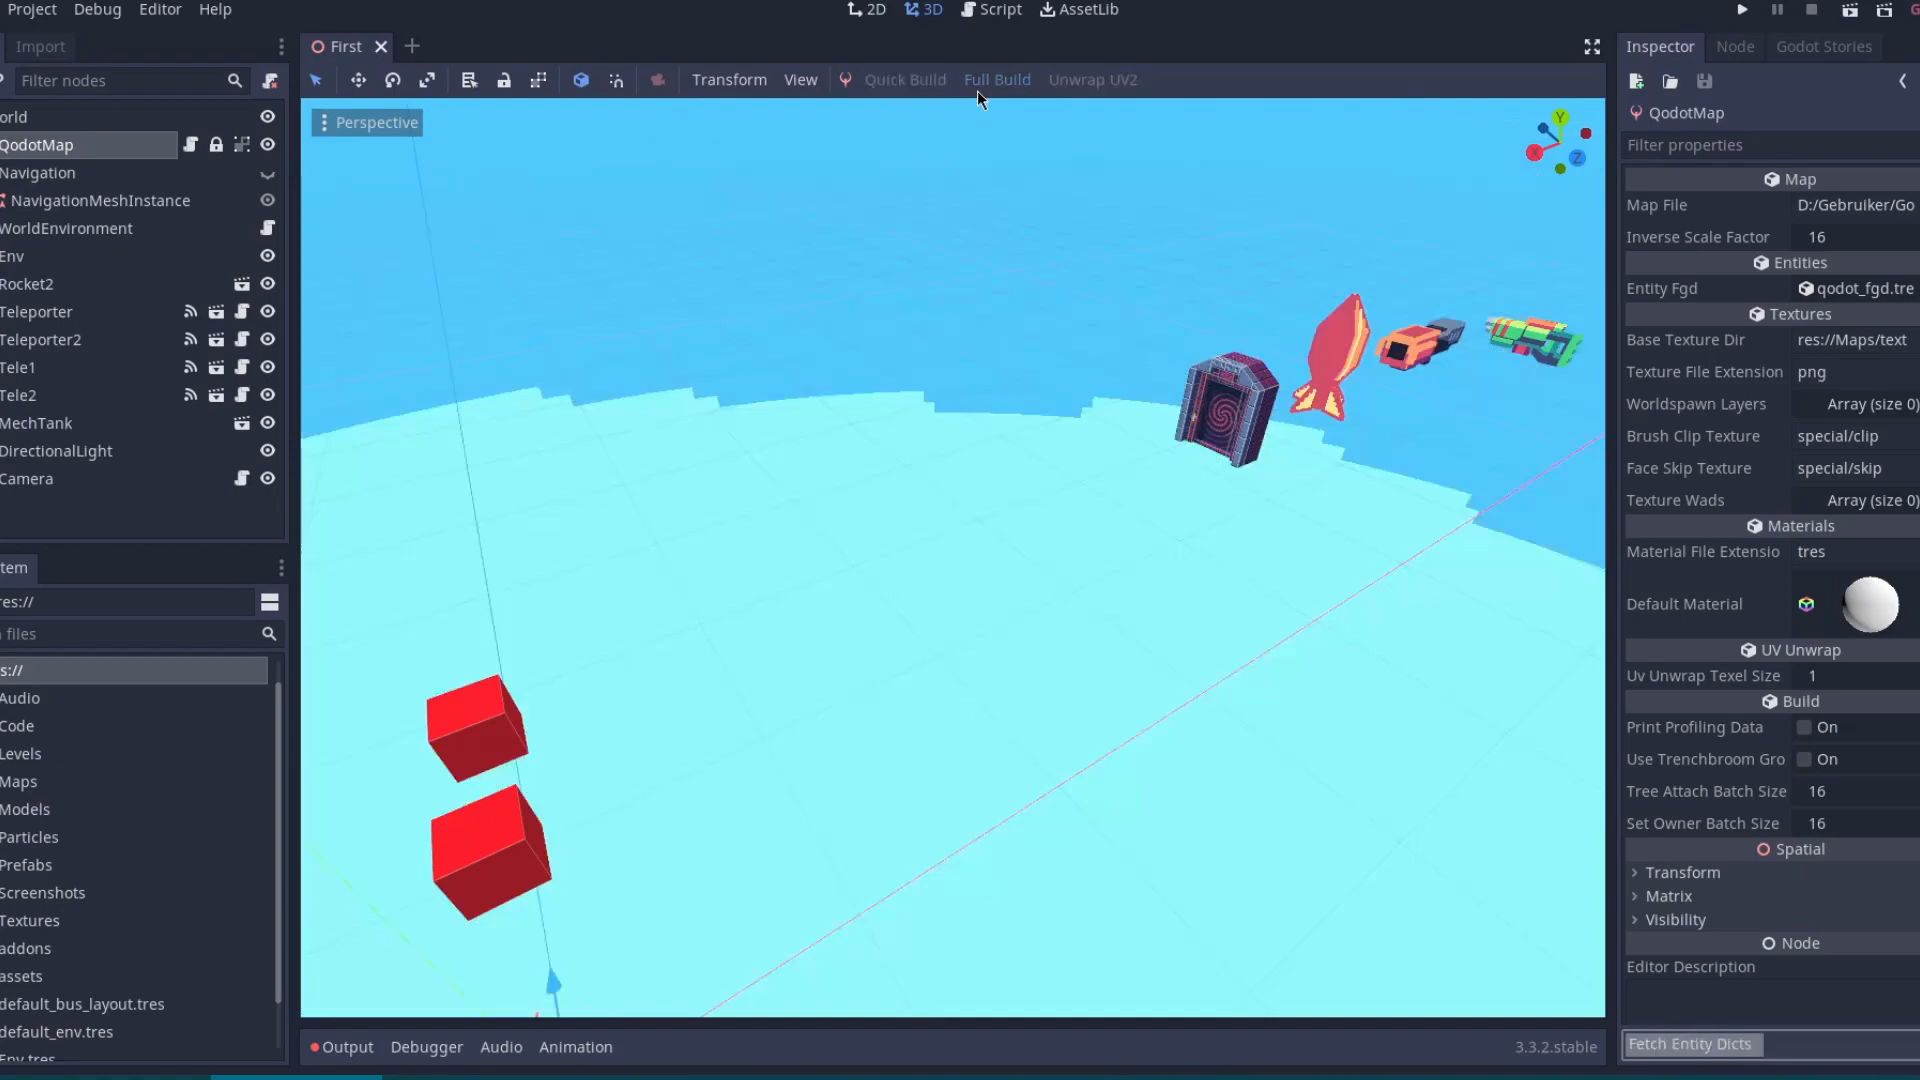 Project Debug Editor Help
2D 3D Script AssetLib
Import
Filter nodes
orld
QodotMap
Navigation
NavigationMeshInstance
WorldEnvironment
Env
Rocket2
Teleporter
Teleporter2
Tele1
Tele2
MechTank
DirectionalLight
Camera
tem
res://
files
s://
Audio
Code
Levels
Maps
Models
Particles
Prefabs
Screenshots
Textures
addons
assets
default_bus_layout.tres
default_env.tres
Env.tres
First
Transform View Quick Build Full Build Unwrap UV2
Perspective
Y
X
Z
Output Debugger Audio Animation 3.3.2.stable
Inspector Node Godot Stories
QodotMap
Filter properties
Map
Map File D:/Gebruiker/Go
Inverse Scale Factor 16
Entities
Entity Fgd qodot_fgd.tre
Textures
Base Texture Dir res://Maps/text
Texture File Extension png
Worldspawn Layers Array (size 0)
Brush Clip Texture special/clip
Face Skip Texture special/skip
Texture Wads Array (size 0)
Materials
Material File Extensio tres
Default Material
UV Unwrap
Uv Unwrap Texel Size 1
Build
Print Profiling Data On
Use Trenchbroom Gro On
Tree Attach Batch Size 16
Set Owner Batch Size 16
Spatial
Transform
Matrix
Visibility
Node
Editor Description
Fetch Entity Dicts